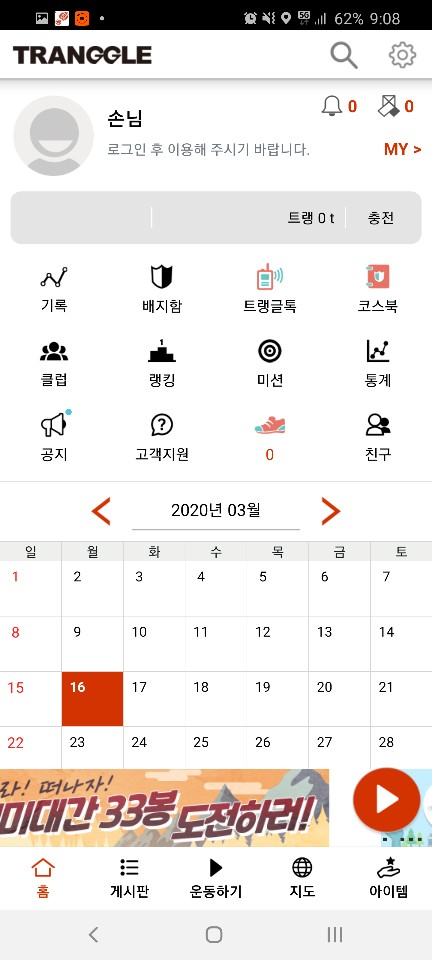 62% 9:08
TRANGGLE
손님
0
0
로그인 후 이용해 주시기 바랍니다.
MY >
트랭 0 t
충전
기록
배지함
트랭글톡
코스북
클럽
랭킹
미션
통계
공지
고객지원
0
친구
2020년 03월
일 월 화 수 목 금 토
1 2 3 4 5 6 7
8 9 10 11 12 13 14
15 16 17 18 19 20 21
22 23 24 25 26 27 28
라! 떠나자!
미대간 33봉 도전하러!
홈
게시판
운동하기
지도
아이템